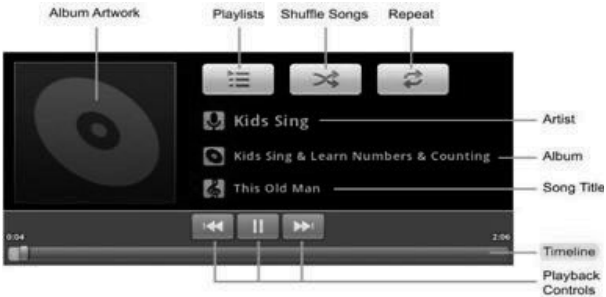 Album Artwork
Playlists
Shuffle Songs
Repeat
Kids Sing
Artist
Kids Sing & Learn Numbers & Counting
Album
This Old Man
Song Title
0:04
2:06
Timeline
Playback
Controls